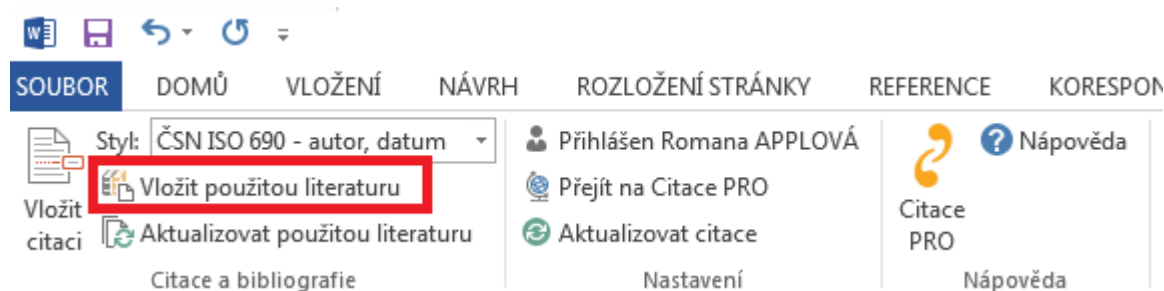 SOUBOR DOMŮ VLOŽENÍ NÁVRH ROZLOŽENÍ STRÁNKY REFERENCE KORESPON
Styl: ČSN ISO 690 - autor, datum
Vložit použitou literaturu
Aktualizovat použitou literaturu
Vložit
citaci
Citace a bibliografie
Přihlášen Romana APPLOVÁ
Přejít na Citace PRO
Aktualizovat citace
Nastavení
Citace
PRO
Nápověda
Nápověda